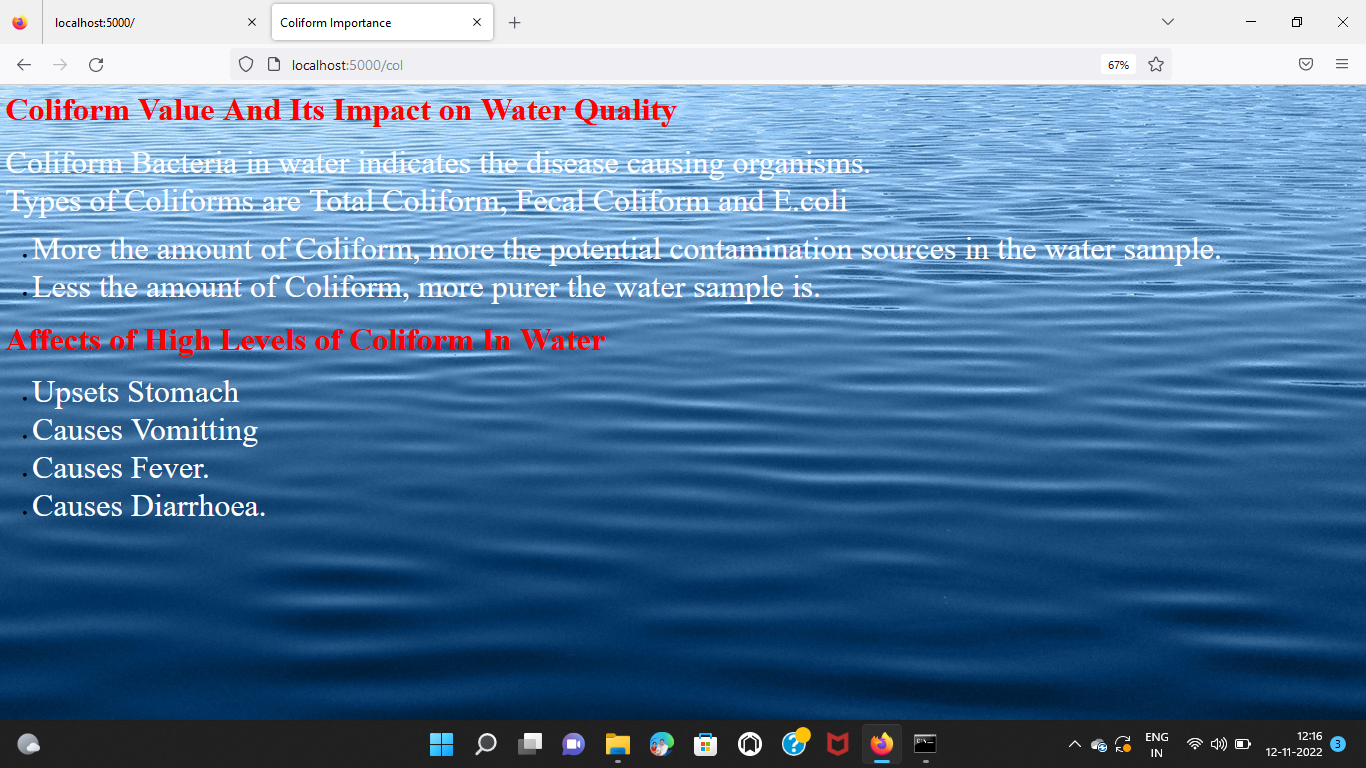 localhost:5000/
Coliform Importance
localhost:5000/col
67%
Coliform Value And Its Impact on Water Quality
Coliform Bacteria in water indicates the disease causing organisms.
Types of Coliforms are Total Coliform, Fecal Coliform and E.coli
More the amount of Coliform, more the potential contamination sources in the water sample.
Less the amount of Coliform, more purer the water sample is.
Affects of High Levels of Coliform In Water
Upsets Stomach
Causes Vomitting
Causes Fever.
Causes Diarrhoea.
ENG
IN
12:16
12-11-2022
3